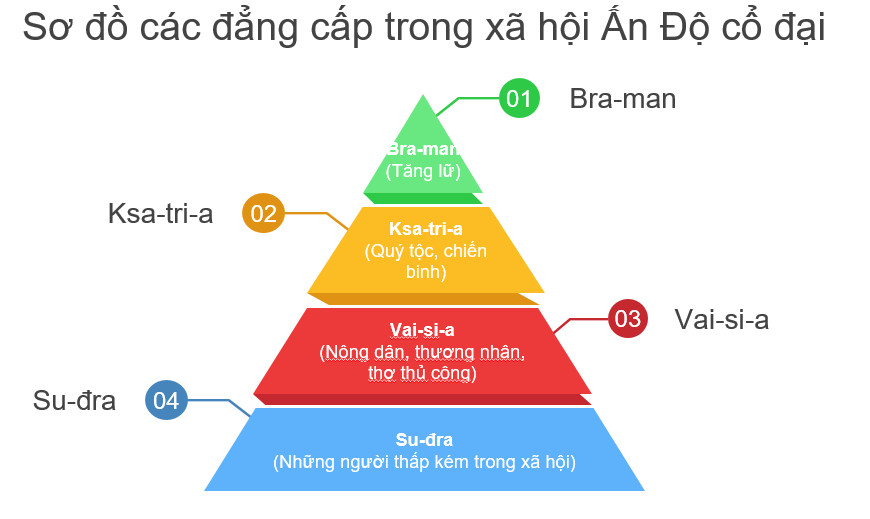 Sơ đồ các đẳng cấp trong xã hội Ấn Độ cổ đại
01 Bra-man
Bra-man
(Tăng lữ)
Ksa-tri-a 02
Ksa-tri-a
(Quý tộc, chiến
binh)
03 Vai-si-a
Vai-si-a
(Nông dân, thương nhân,
thợ thủ công)
Su-đra 04
Su-đra
(Những người thấp kém trong xã hội)